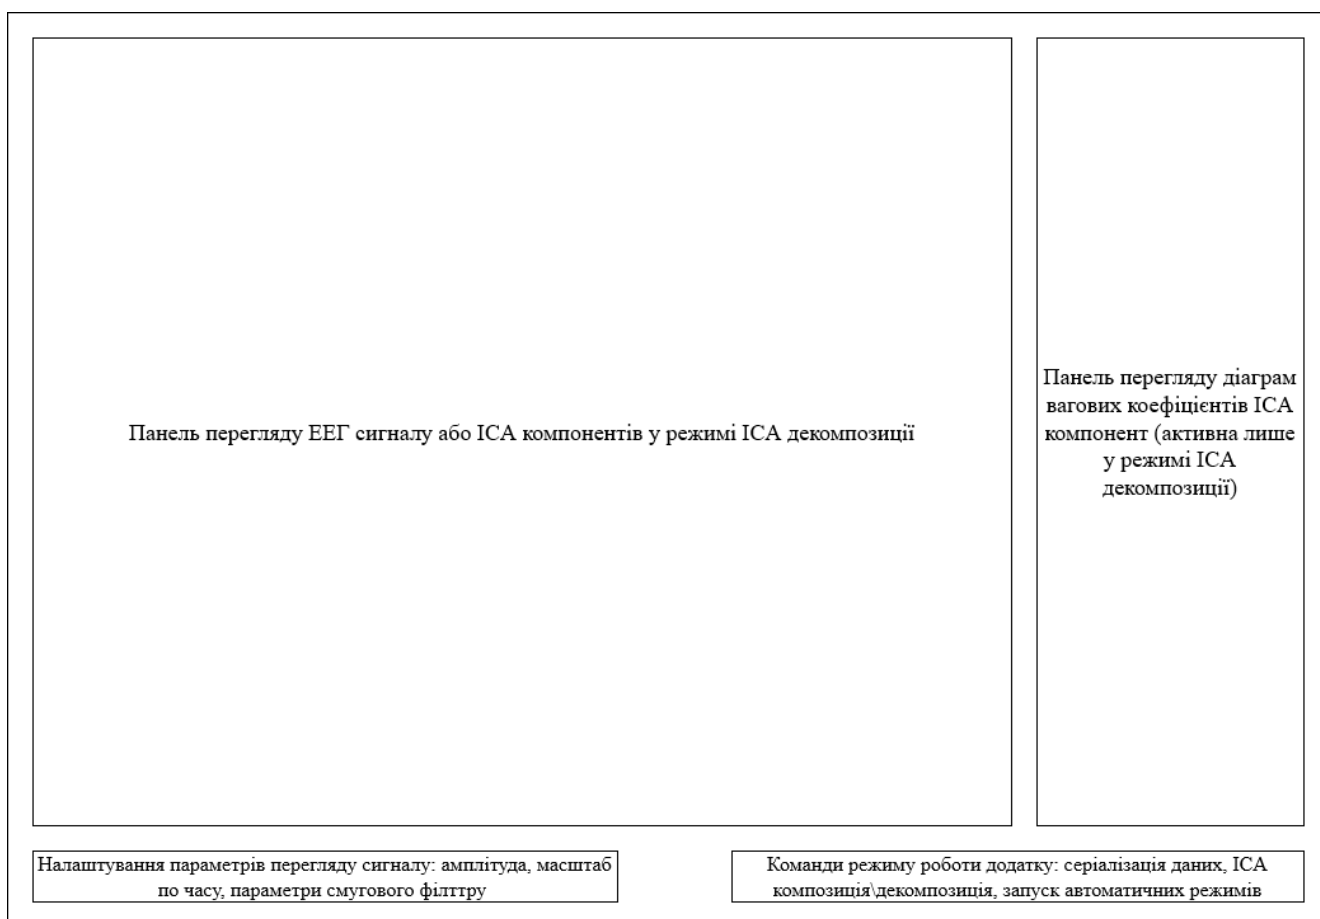 Панель перегляду ЕЕГ сигналу або ICA компонентів у режимі ICA декомпозиції
Панель перегляду діаграм
вагових коефіцієнтів ICA
компонент (активна лише
у режимі ICA
декомпозиції)
Налаштування параметрів перегляду сигналу: амплітуда, масштаб
по часу, параметри смугового філттру
Команди режиму роботи додатку: серіалізація даних, ICA
композиція\декомпозиція, запуск автоматичних режимів